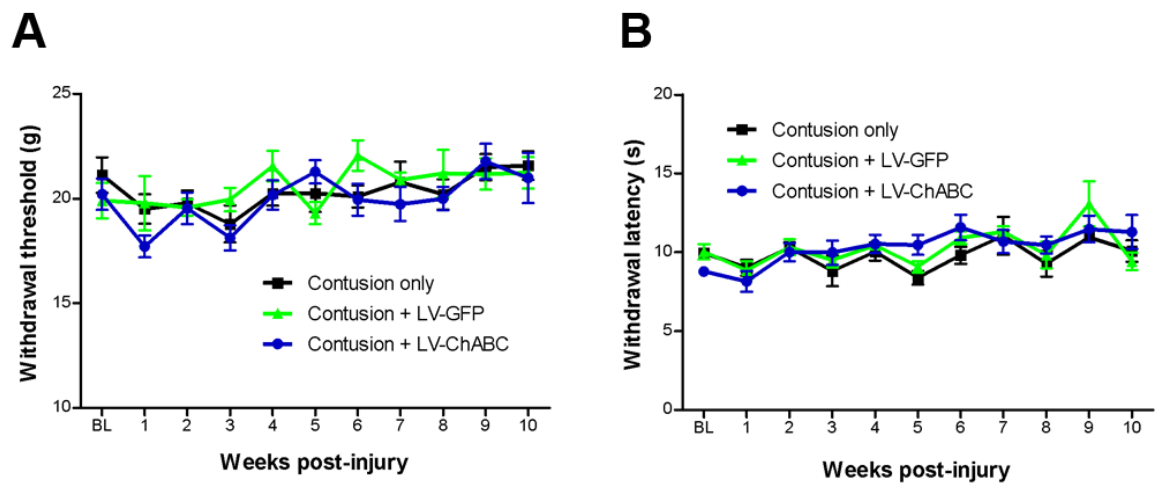 A
Withdrawal threshold (g)
25
20
15
10
Contusion only
Contusion + LV-GFP
Contusion + LV-ChABC
BL 1 2 3 4 5 6 7 8 9 10
Weeks post-injury
B
Withdrawal latency (s)
20
15
10
5
0
Contusion only
Contusion + LV-GFP
Contusion + LV-ChABC
BL 1 2 3 4 5 6 7 8 9 10
Weeks post-injury